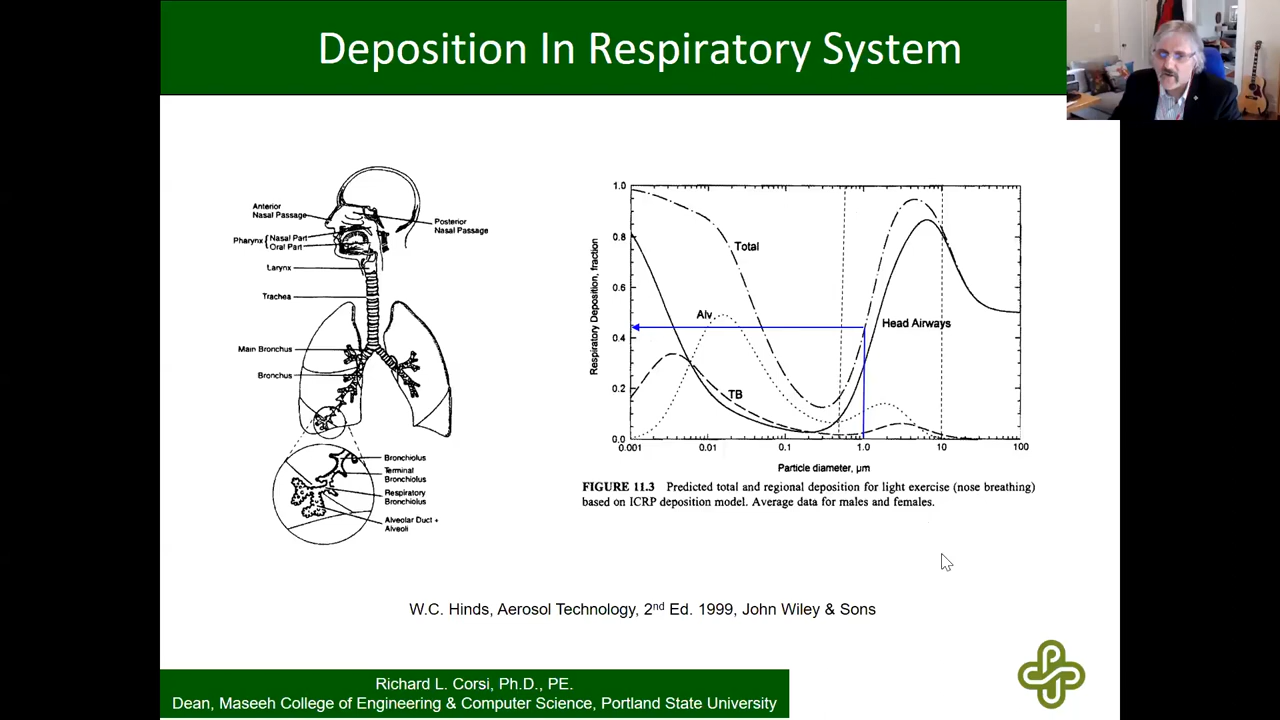 Deposition In Respiratory System
Anterior
Nasal Passage
Posterior
Nasal Passage
Pharynx
Nasal Part
Oral Part
Larynx
Trachea
Main Bronchus
Bronchus
Bronchiolus
Terminal
Bronchiolus
Respiratory
Bronchiolus
Alveolar Duct +
Alveoli
Respiratory Deposition, fraction
1.0
0.8
0.6
0.4
0.2
0.0
Total
Alv.
Head Airways
TB
0.001
0.01
0.1
1.0
10
100
Particle diameter, µm
FIGURE 11.3 Predicted total and regional deposition for light exercise (nose breathing)
based on ICRP deposition model. Average data for males and females.
W.C. Hinds, Aerosol Technology, 2nd Ed. 1999, John Wiley & Sons
Richard L. Corsi, Ph.D., PE.
Dean, Maseeh College of Engineering & Computer Science, Portland State University